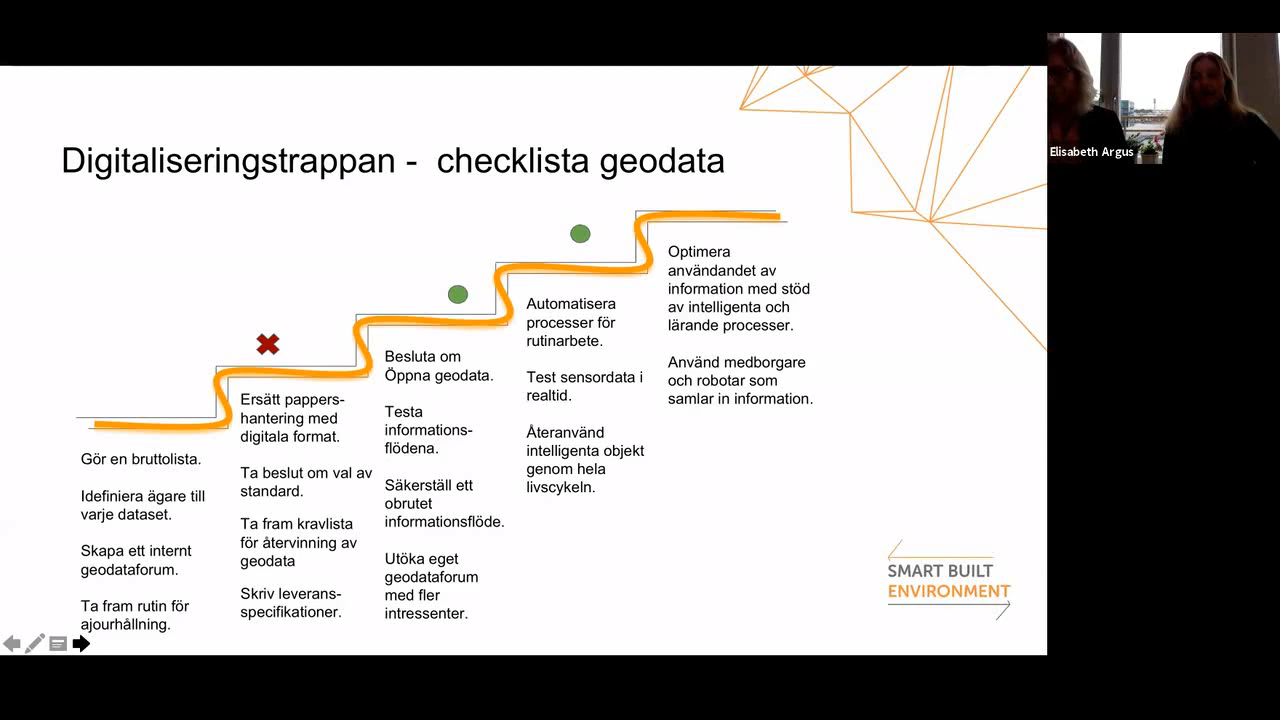 Digitaliseringstrappan - checklista geodata
Gör en bruttolista.
Idefiniera ägare till
varje dataset.
Skapa ett internt
geodataforum.
Ta fram rutin för
ajourhållning.
Ersätt pappers-
hantering med
digitala format.
Ta beslut om val av
standard.
Ta fram kravlista
för återvinning av
geodata
Skriv leverans-
specifikationer.
Besluta om
Öppna geodata.
Testa
informations-
flödena.
Säkerställ ett
obrutet
informationsflöde.
Utöka eget
geodataforum
med fler
intressenter.
Automatisera
processer för
rutinarbete.
Test sensordata i
realtid.
Återanvänd
intelligenta objekt
genom hela
livscykeln.
Optimera
användandet av
information med stöd
av intelligenta och
lärande processer.
Använd medborgare
och robotar som
samlar in information.
SMART BUILT
ENVIRONMENT
Elisabeth Argus